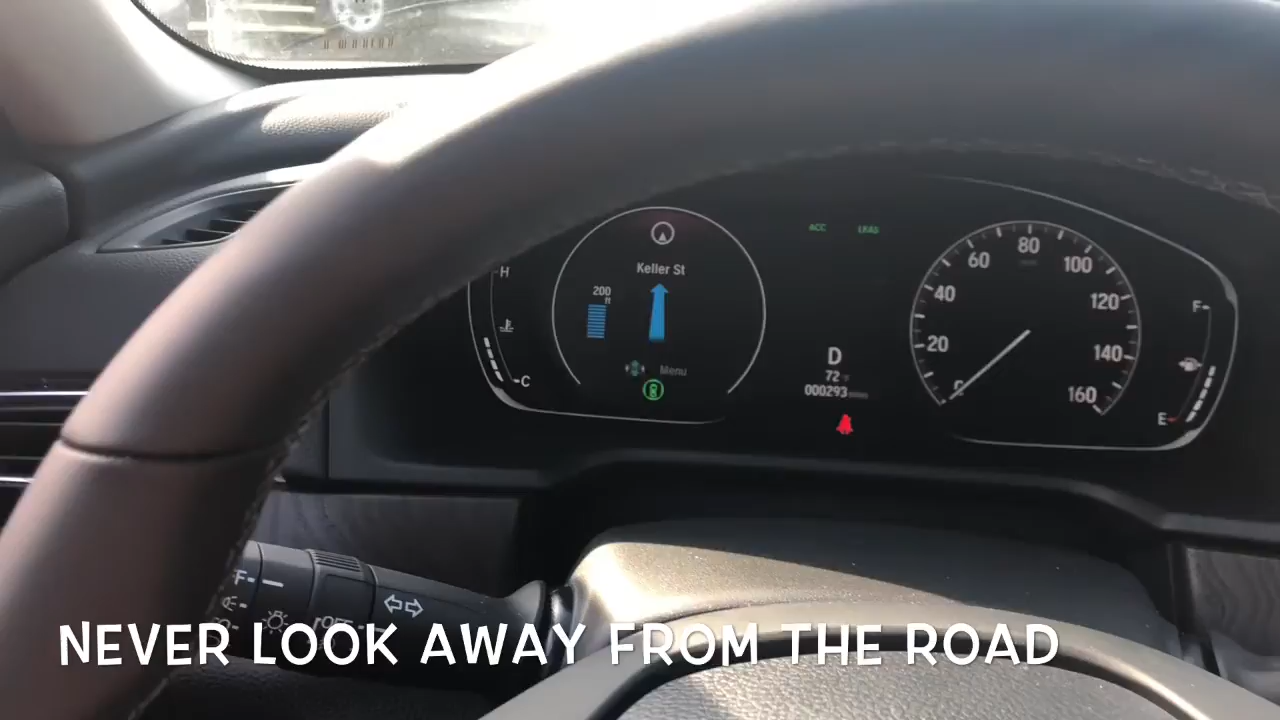 ACC LKAS
Keller St
200
ft
Menu
H
C
D
72
000293
20
40
60
80
100
120
140
160
F
E
OFF
NEVER LOOK AWAY FROM THE ROAD